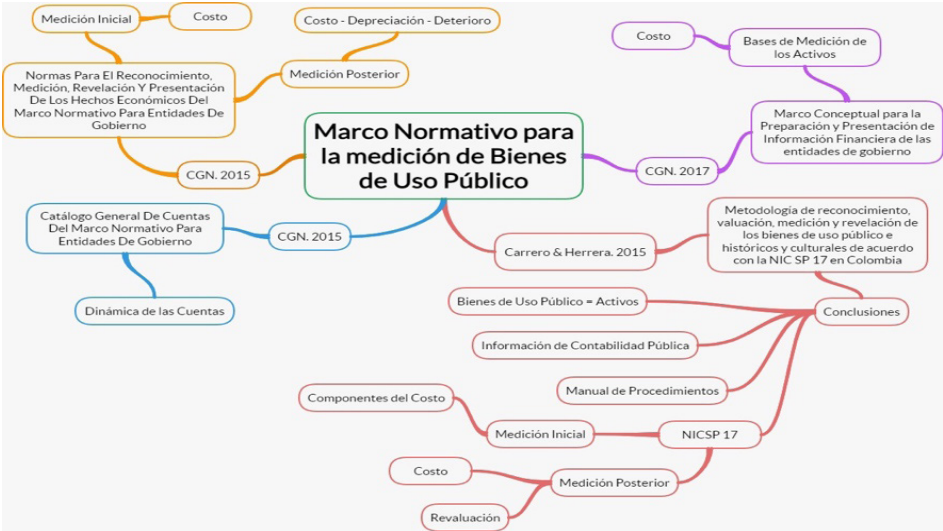 Medición Inicial
Costo
Costo - Depreciación - Deterioro
Medición Posterior
Normas Para El Reconocimiento,
Medición, Revelación Y Presentación
De Los Hechos Económicos Del
Marco Normativo Para Entidades De
Gobierno
CGN. 2015
Marco Normativo para
la medición de Bienes
de Uso Público
Costo
Bases de Medición de
los Activos
Marco Conceptual para la
Preparación y Presentación de
Información Financiera de las
entidades de gobierno
CGN. 2017
Catálogo General De Cuentas
Del Marco Normativo Para
Entidades De Gobierno
CGN. 2015
Dinámica de las Cuentas
Carrero & Herrera. 2015
Metodología de reconocimiento,
valuación, medición y revelación de
los bienes de uso público e
históricos y culturales de acuerdo
con la NIC SP 17 en Colombia
Conclusiones
Bienes de Uso Público = Activos
Información de Contabilidad Pública
Manual de Procedimientos
Componentes del Costo
Medición Inicial
NICSP 17
Costo
Medición Posterior
Revaluación